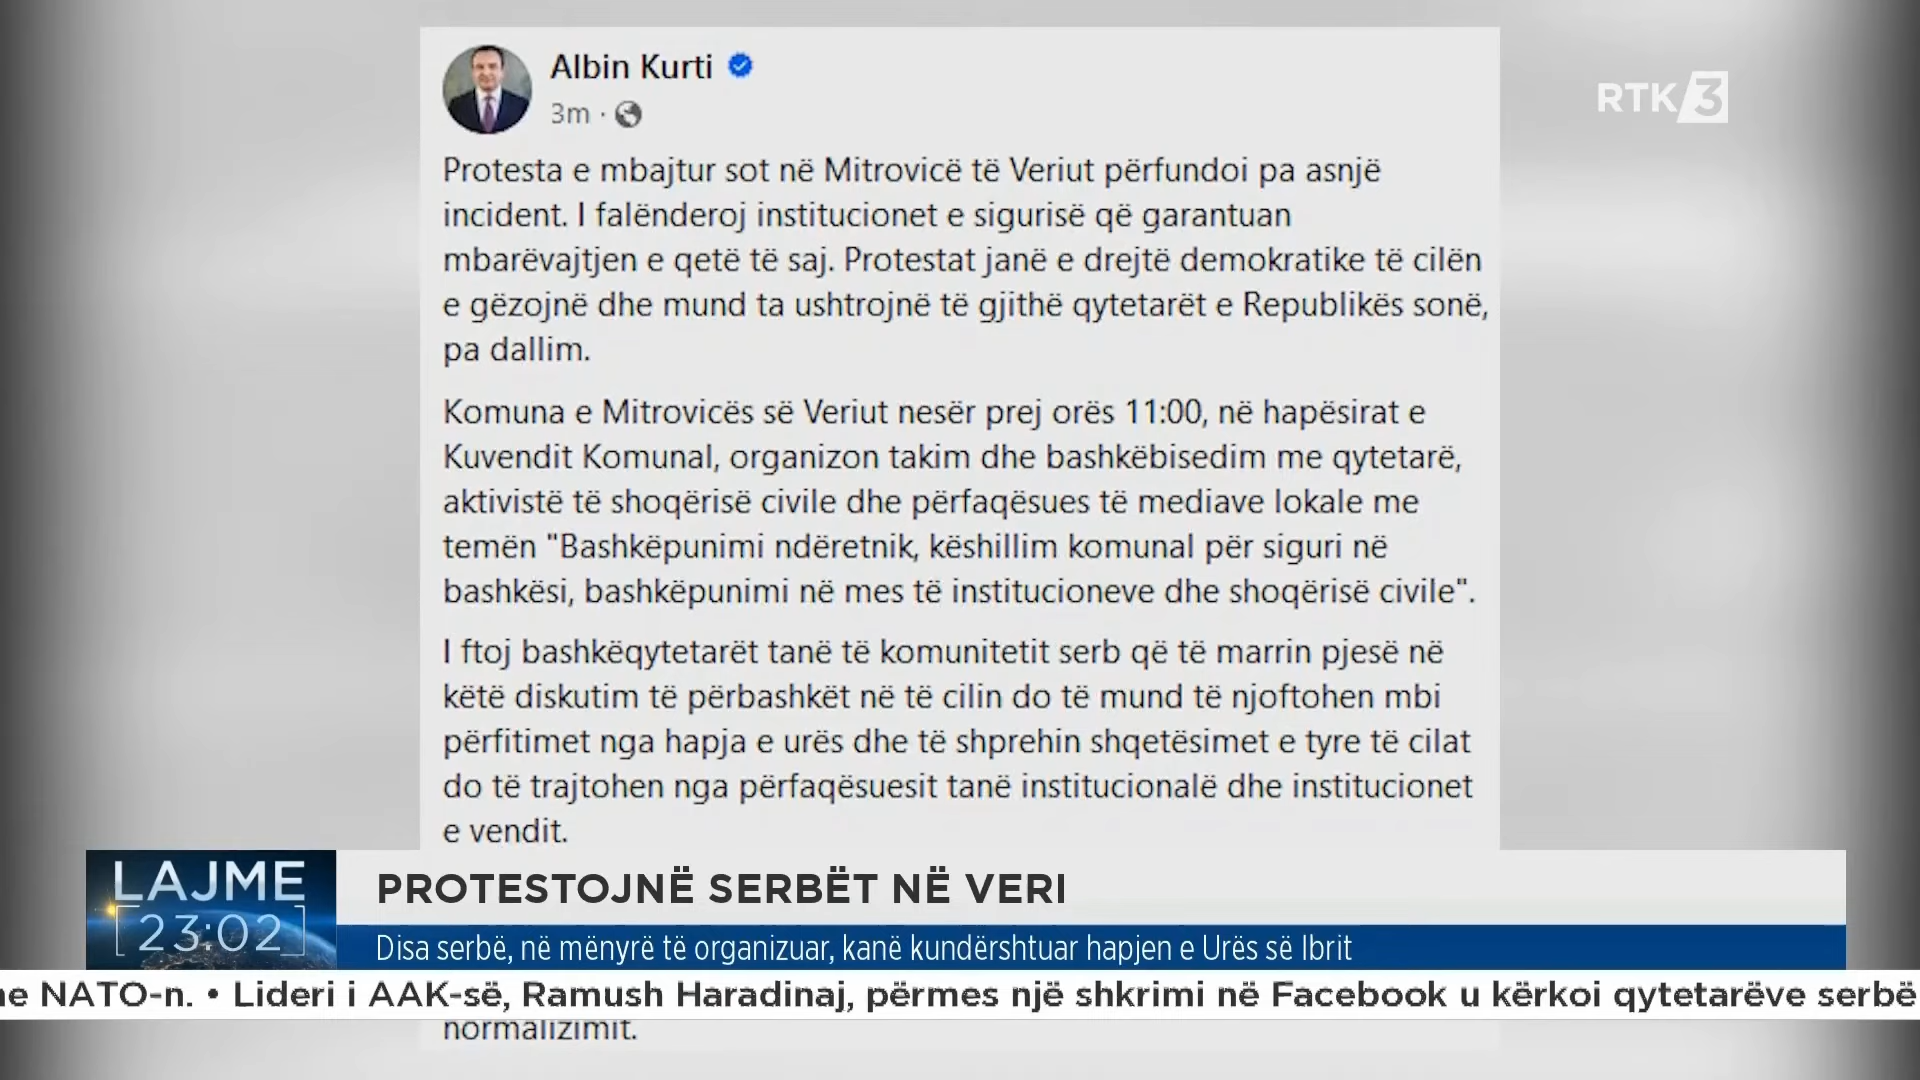 Albin Kurti
3m ·
RTK 3
Protesta e mbajtur sot në Mitrovicë të Veriut përfundoi pa asnjë
incident. I falënderoj institucionet e sigurisë që garantuan
mbarëvajtjen e qetë të saj. Protestat janë e drejtë demokratike të cilën
e gëzojnë dhe mund ta ushtrojnë të gjithë qytetarët e Republikës sonë,
pa dallim.
Komuna e Mitrovicës së Veriut nesër prej orës 11:00, në hapësirat e
Kuvendit Komunal, organizon takim dhe bashkëbisedim me qytetarë,
aktivistë të shoqërisë civile dhe përfaqësues të mediave lokale me
temën "Bashkëpunimi ndëretnik, këshillim komunal për siguri në
bashkësi, bashkëpunimi në mes të institucioneve dhe shoqërisë civile".
I ftoj bashkëqytetarët tanë të komunitetit serb që të marrin pjesë në
këtë diskutim të përbashkët në të cilin do të mund të njoftohen mbi
përfitimet nga hapja e urës dhe të shprehin shqetësimet e tyre të cilat
do të trajtohen nga përfaqësuesit tanë institucionalë dhe institucionet
e vendit.
LAJME
23:02
PROTESTOJNË SERBËT NË VERI
Disa serbë, në mënyrë të organizuar, kanë kundërshtuar hapjen e Urës së Ibrit
NATO-n. • Lideri i AAK-së, Ramush Haradinaj, përmes një shkrimi në Facebook u kërkoi qytetarëve serbë
normalizimit.